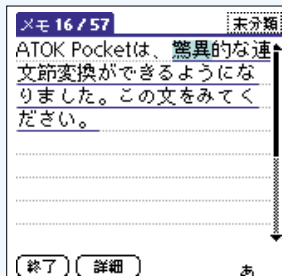 メモ 16 / 57
未分類
ATOK Pocketは、驚異的な連
文節変換ができるようにな
りました。この文をみてく
ださい。
終了
詳細
あ